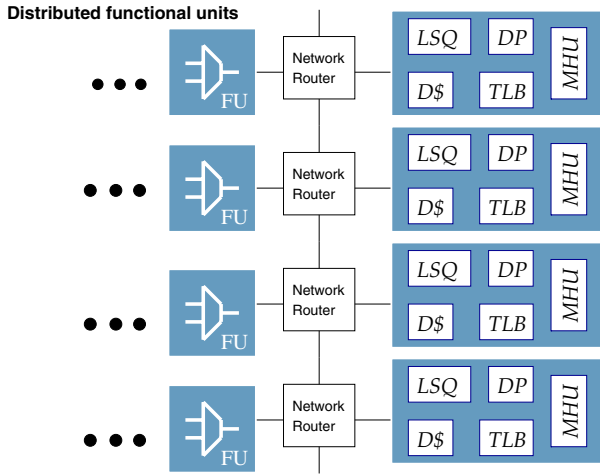 Distributed functional units
FU
Network
Router
LSQ DP
D$ TLB
MHU
FU
Network
Router
LSQ DP
D$ TLB
MHU
FU
Network
Router
LSQ DP
D$ TLB
MHU
FU
Network
Router
LSQ DP
D$ TLB
MHU